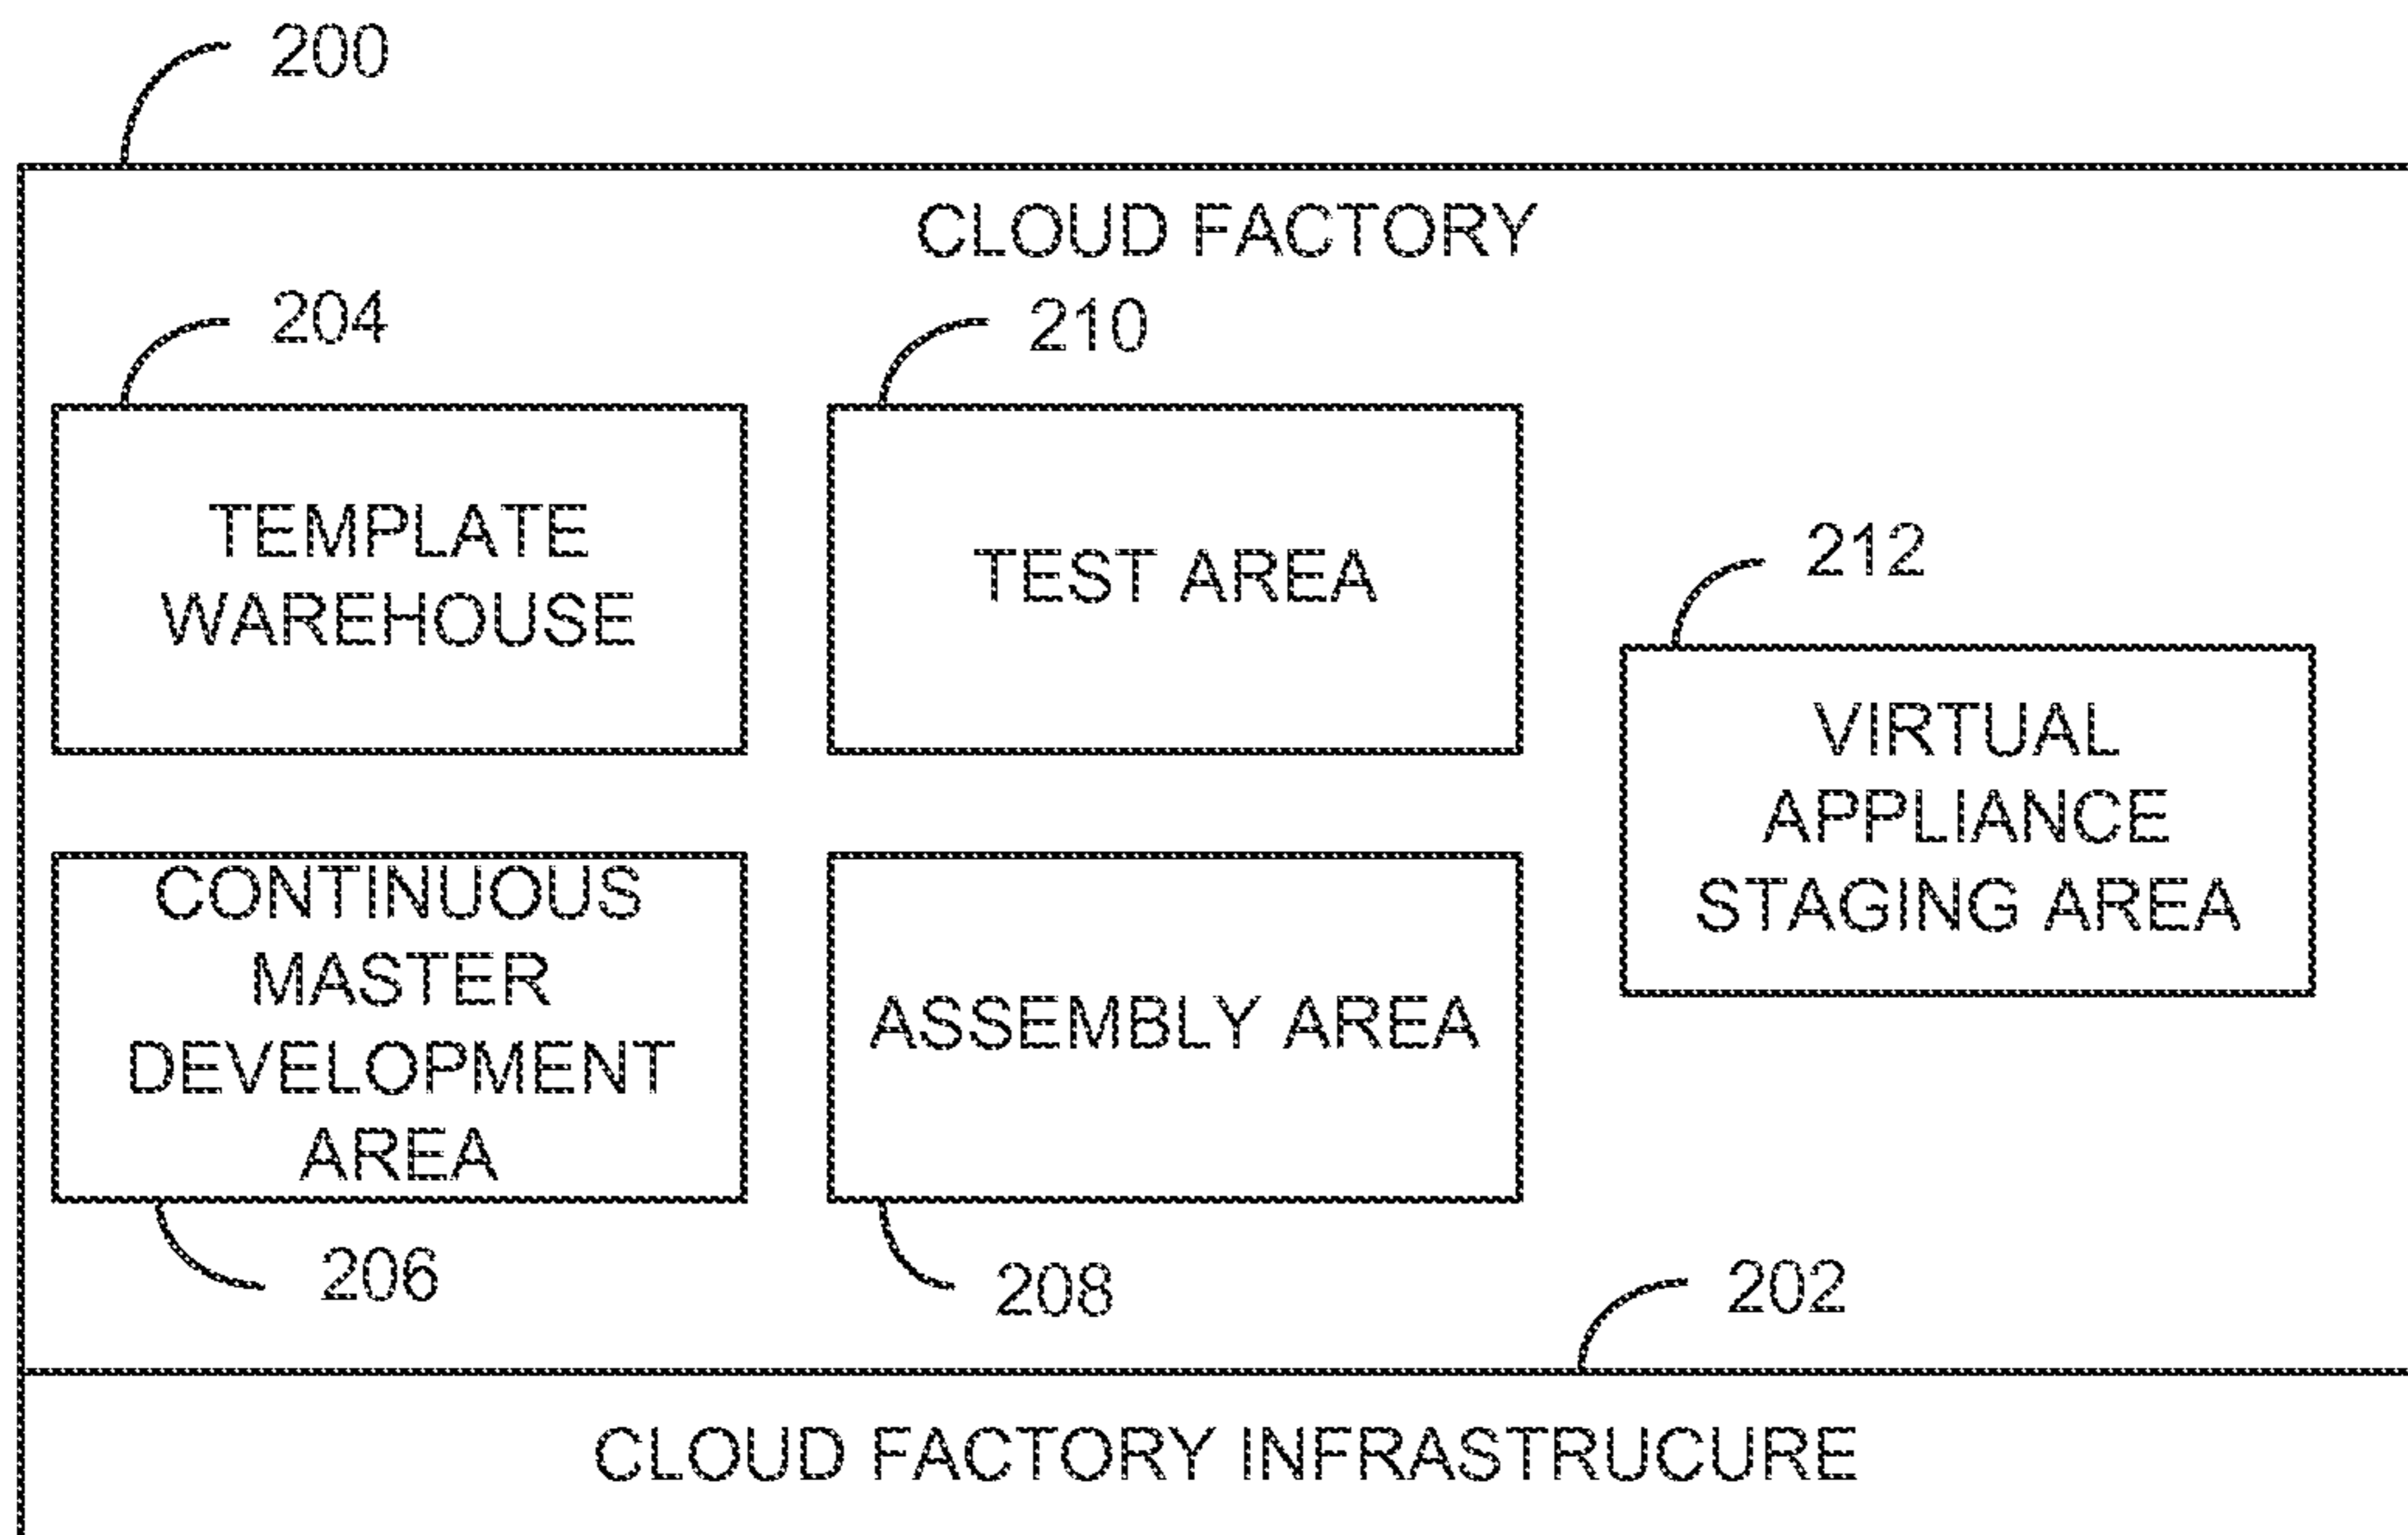 200
CLOUD FACTORY
204
210
TEMPLATE
WAREHOUSE
TEST AREA
212
VIRTUAL
APPLIANCE
STAGING AREA
CONTINUOUS
MASTER
DEVELOPMENT
AREA
ASSEMBLY AREA
206
208
202
CLOUD FACTORY INFRASTRUCURE